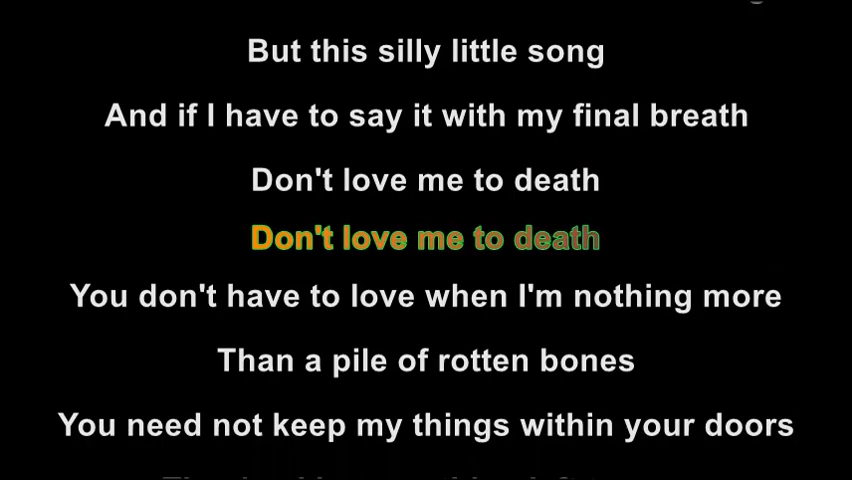 But this silly little song
And if I have to say it with my final breath
Don't love me to death
Don't love me to death
You don't have to love when I'm nothing more
Than a pile of rotten bones
You need not keep my things within your doors